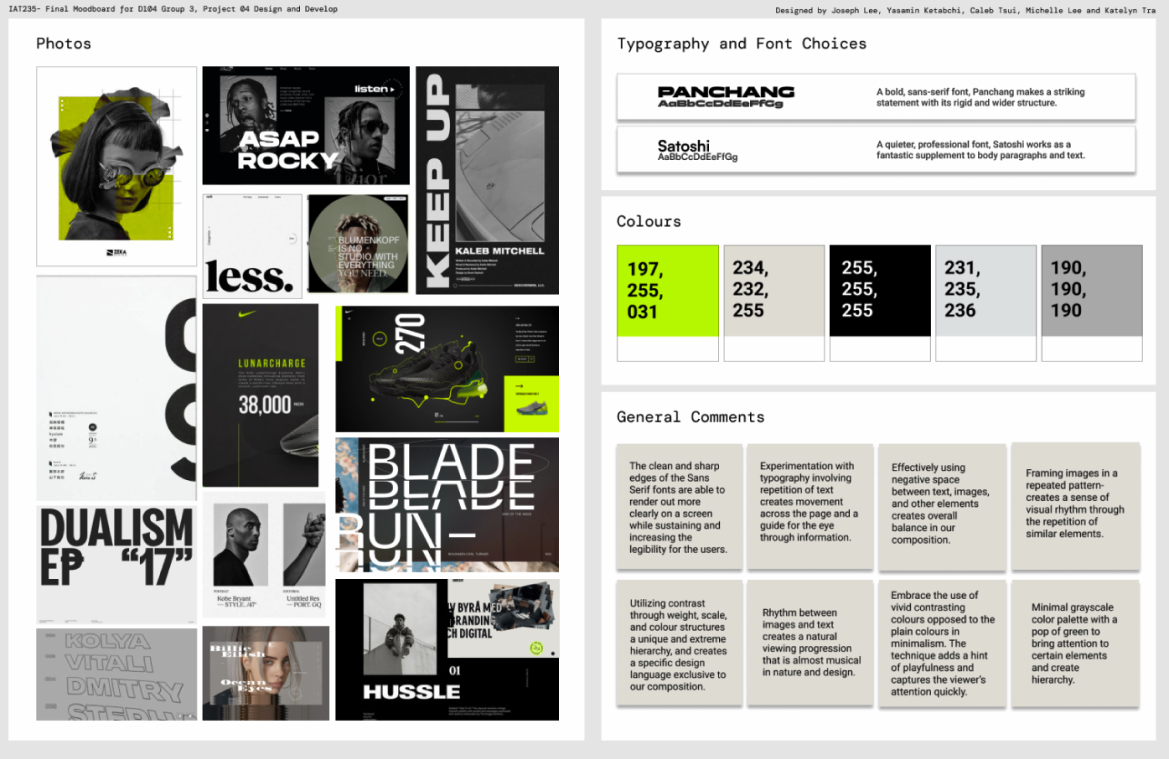 IAT235- Final Moodboard for D104 Group 3, Project 04 Design and Develop
Designed by Joseph Lee, Yasamin Ketabchi, Caleb Tsui, Michelle Lee and Katelyn Tra
Photos
ZEKA
listen
ASAP
ROCKY
KEEP UP
KALEB MITCHELL
less.
BLUMENKOPF
IS NO
STUDIO. WITH
EVERYTHING
YOU NEED
LUNARCHARGE
38,000
270
BLADE
BLADE
RUN–
RUN–
DUALISM
EP “17”
Kobe Bryant
— STYLE.
Untitled Res
— PORT. GQ
KOLYA
VITALI
DMITRY
Billie
Eilish
Ocean
Eyes
V BYRÅ MED
BRANDIN
CH DIGITAL
01
HUSSLE
Typography and Font Choices
PANCHANG
AaBbCcDdEeFfGg
A bold, sans-serif font, Panchang makes a striking
statement with its rigid and wider structure.
Satoshi
AaBbCcDdEeFfGg
A quieter, professional font, Satoshi works as a
fantastic supplement to body paragraphs and text.
Colours
197,
255,
031
234,
232,
255
255,
255,
255
231,
235,
236
190,
190,
190
General Comments
The clean and sharp
edges of the Sans
Serif fonts are able to
render out more
clearly on a screen
while sustaining and
increasing the
legibility for the users.
Experimentation with
typography involving
repetition of text
creates movement
across the page and a
guide for the eye
through information.
Effectively using
negative space
between text, images,
and other elements
creates overall
balance in our
composition.
Framing images in a
repeated pattern-
creates a sense of
visual rhythm through
the repetition of
similar elements.
Utilizing contrast
through weight, scale,
and colour structures
a unique and extreme
hierarchy, and creates
a specific design
language exclusive to
our composition.
Rhythm between
images and text
creates a natural
viewing progression
that is almost musical
in nature and design.
Embrace the use of
vivid contrasting
colours opposed to the
plain colours in
minimalism. The
technique adds a hint
of playfulness and
captures the viewer's
attention quickly.
Minimal grayscale
color palette with a
pop of green to
bring attention to
certain elements
and create
hierarchy.